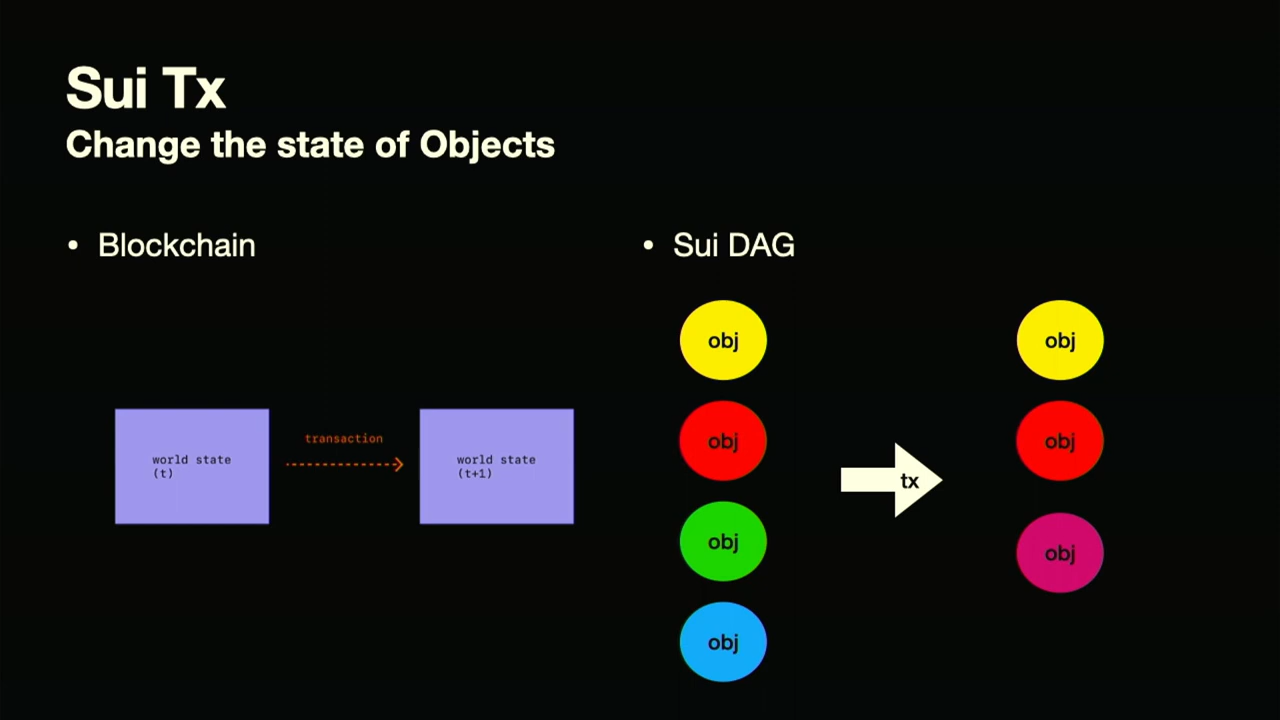 Sui Tx
Change the state of Objects
• Blockchain
world state
(t)
transaction
world state
(t+1)
• Sui DAG
obj
obj
obj
obj
tx
obj
obj
obj